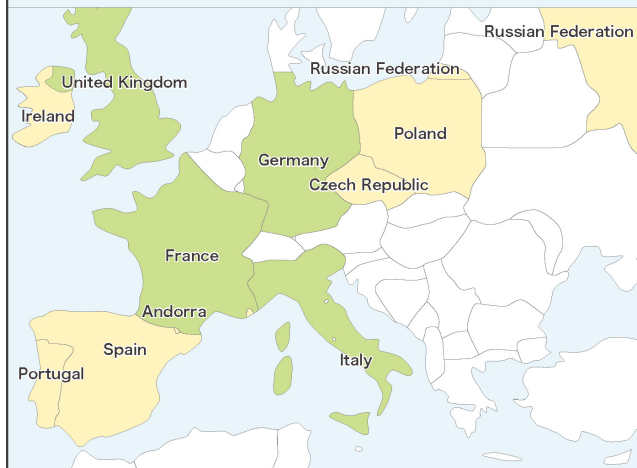 Russian Federation
Russian Federation
United Kingdom
Ireland
Poland
Germany
Czech Republic
France
Andorra
Spain
Italy
Portugal